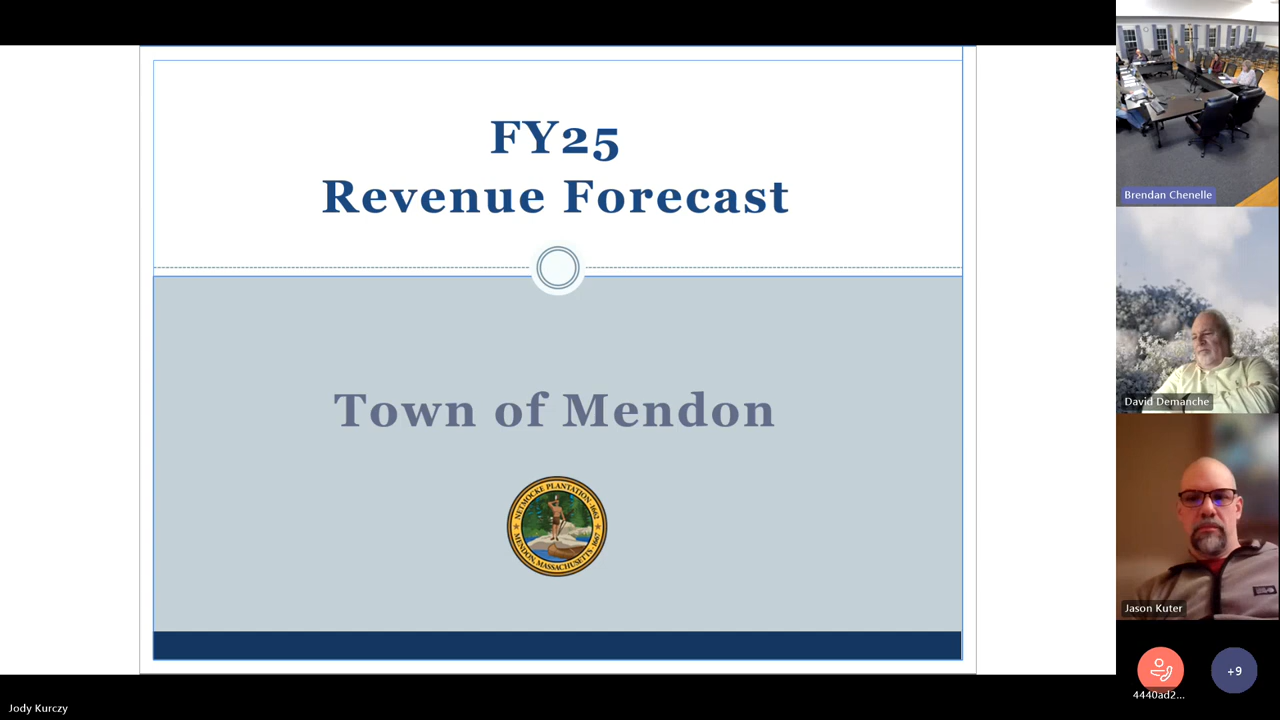 FY25
Revenue Forecast
Town of Mendon
NETMOCKE PLANTATION · 1662
MENDON, MASSACHUSETTS · 1667
Brendan Chenelle
David Demanche
Jason Kuter
4440ad2...
+9
Jody Kurczy